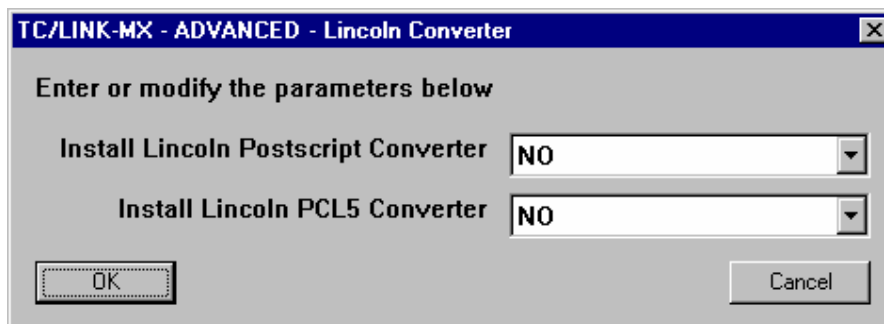 TC/LINK-MX - ADVANCED - Lincoln Converter
Enter or modify the parameters below
Install Lincoln Postscript Converter NO
Install Lincoln PCL5 Converter NO
OK Cancel